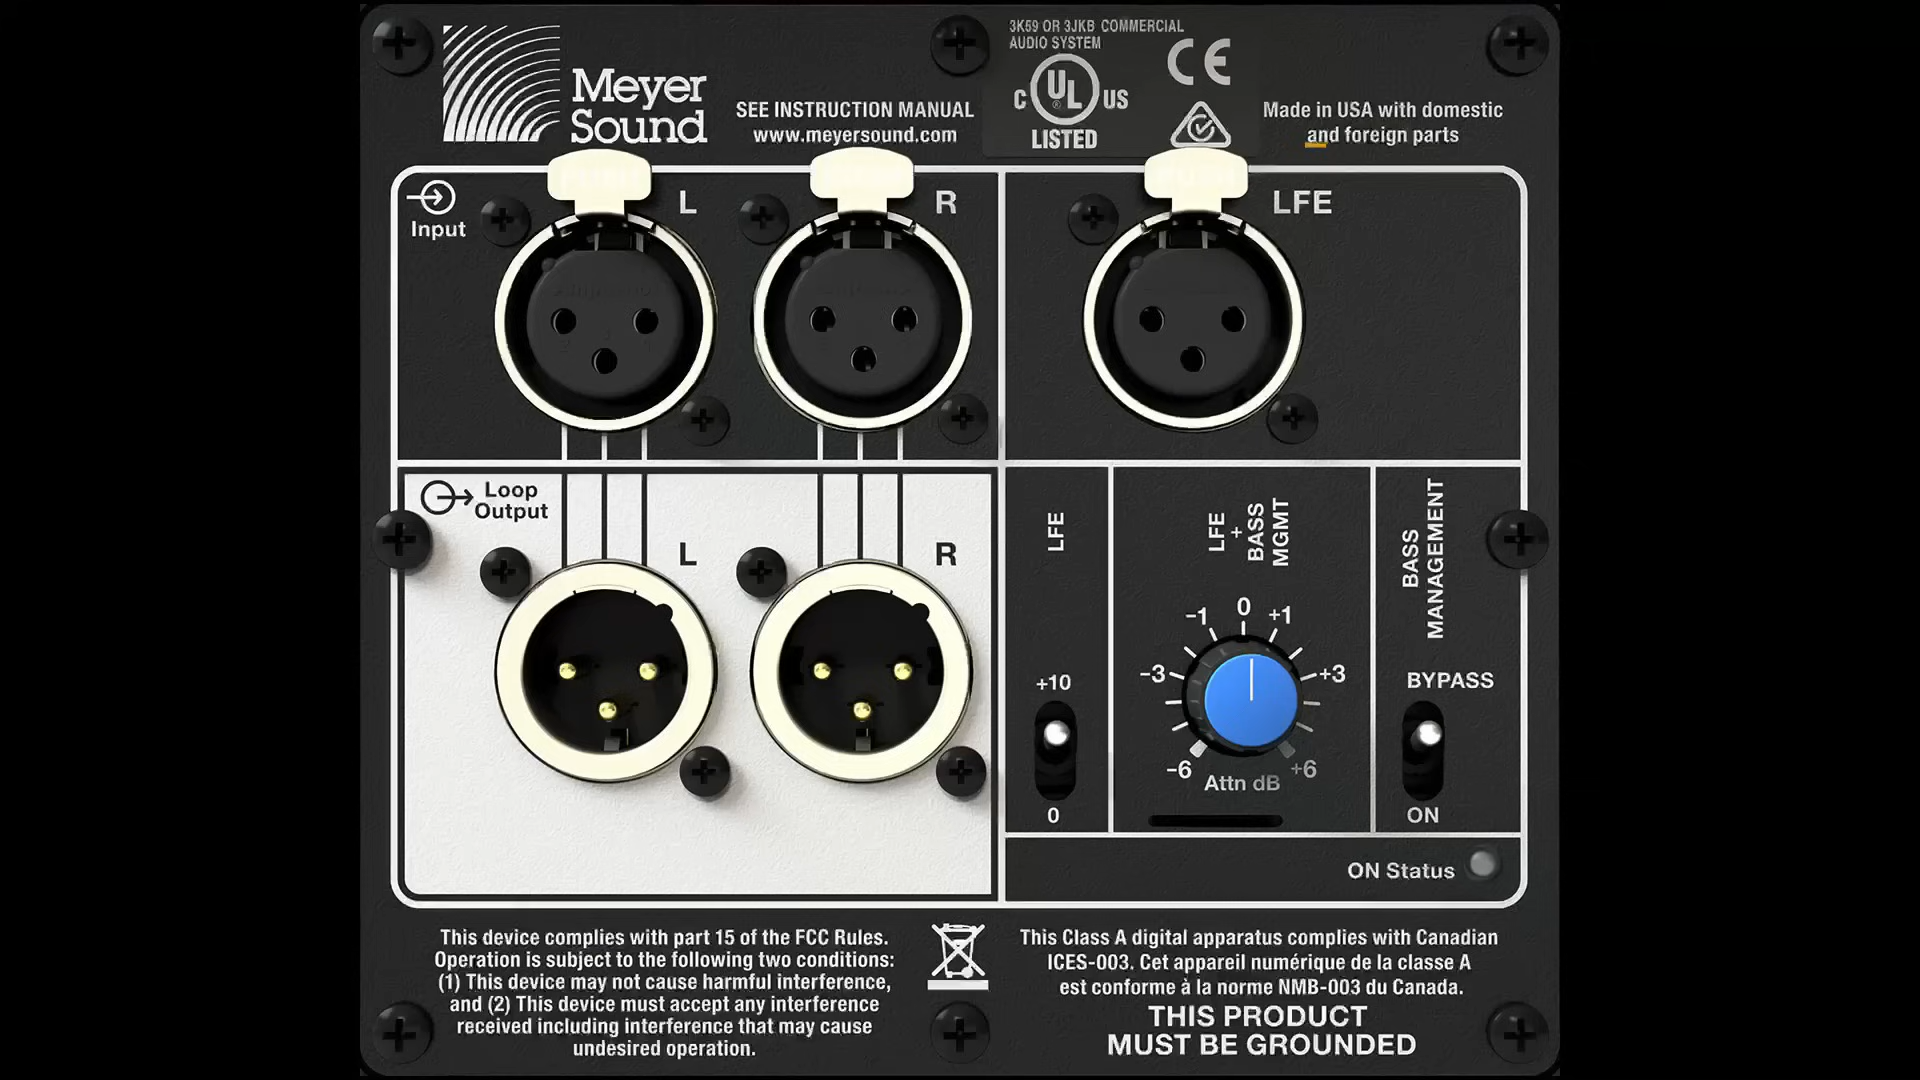 3K59 OR 3JKB COMMERCIAL
AUDIO SYSTEM
Meyer
Sound
SEE INSTRUCTION MANUAL
www.meyersound.com
C UL US
®
LISTED
CE
Made in USA with domestic
and foreign parts
Input
L
R
LFE
Loop
Output
L
R
LFE
+10
0
LFE
+
BASS
MGMT
-1 0 +1
-3 +3
-6 +6
Attn dB
BASS
MANAGEMENT
BYPASS
ON
ON Status
This device complies with part 15 of the FCC Rules.
Operation is subject to the following two conditions:
(1) This device may not cause harmful interference,
and (2) This device must accept any interference
received including interference that may cause
undesired operation.
This Class A digital apparatus complies with Canadian
ICES-003. Cet appareil numérique de la classe A
est conforme à la norme NMB-003 du Canada.
THIS PRODUCT
MUST BE GROUNDED